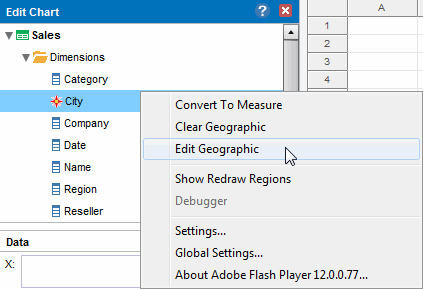 Edit Chart
?
A
Sales
1
Dimensions
2
Category
3
City
4
Convert To Measure
Clear Geographic
Edit Geographic
Show Redraw Regions
Debugger
Settings...
Global Settings...
About Adobe Flash Player 12.0.0.77...
Company
Date
Name
Region
Reseller
Data
X: